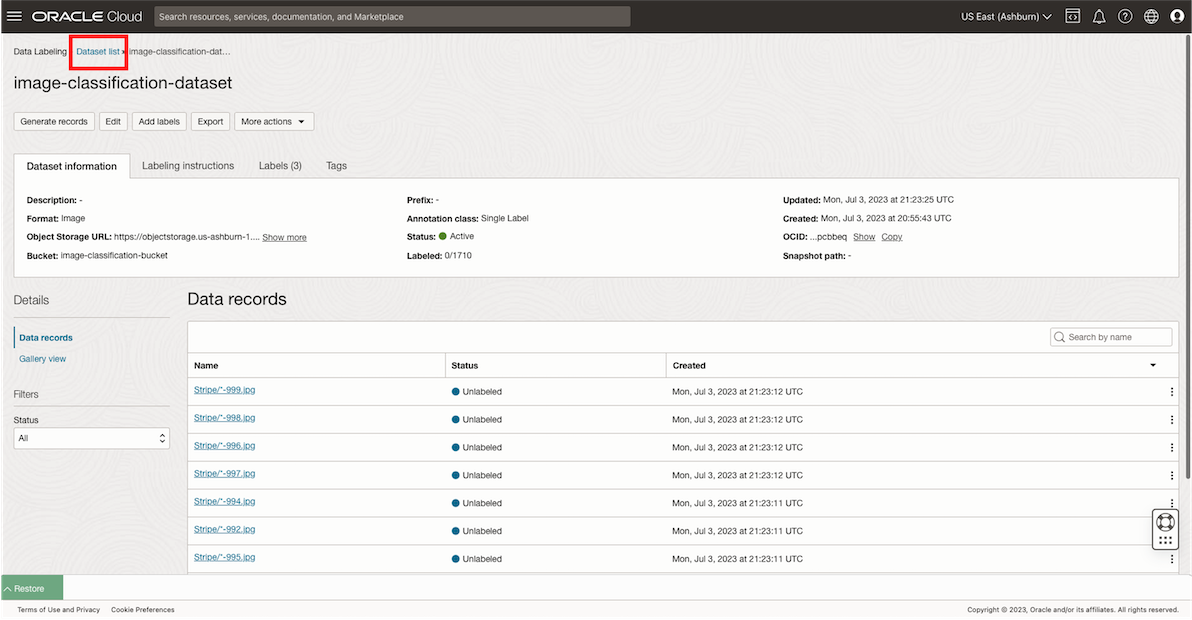 ORACLE Cloud
Search resources, services, documentation, and Marketplace
US East (Ashburn)
Data Labeling Dataset list » image-classification-dat...
image-classification-dataset
Generate records Edit Add labels Export More actions
Dataset information Labeling instructions Labels (3) Tags
Description: - Prefix: - Updated: Mon, Jul 3, 2023 at 21:23:25 UTC
Format: Image Annotation class: Single Label Created: Mon, Jul 3, 2023 at 20:55:43 UTC
Object Storage URL: https://objectstorage.us-ashburn-1.... Show more Status: Active OCID: ...pcbbeq Show Copy
Bucket: image-classification-bucket Labeled: 0/1710 Snapshot path: -
Details
Data records
Gallery view
Filters
Status
All
Data records
Search by name
Name Status Created
Stripe/*-999.jpg Unlabeled Mon, Jul 3, 2023 at 21:23:12 UTC
Stripe/*-998.jpg Unlabeled Mon, Jul 3, 2023 at 21:23:12 UTC
Stripe/*-996.jpg Unlabeled Mon, Jul 3, 2023 at 21:23:12 UTC
Stripe/*-997.jpg Unlabeled Mon, Jul 3, 2023 at 21:23:12 UTC
Stripe/*-994.jpg Unlabeled Mon, Jul 3, 2023 at 21:23:11 UTC
Stripe/*-992.jpg Unlabeled Mon, Jul 3, 2023 at 21:23:11 UTC
Stripe/*-995.jpg Unlabeled Mon, Jul 3, 2023 at 21:23:11 UTC
Restore
Terms of Use and Privacy Cookie Preferences Copyright © 2023, Oracle and/or its affiliates. All rights reserved.